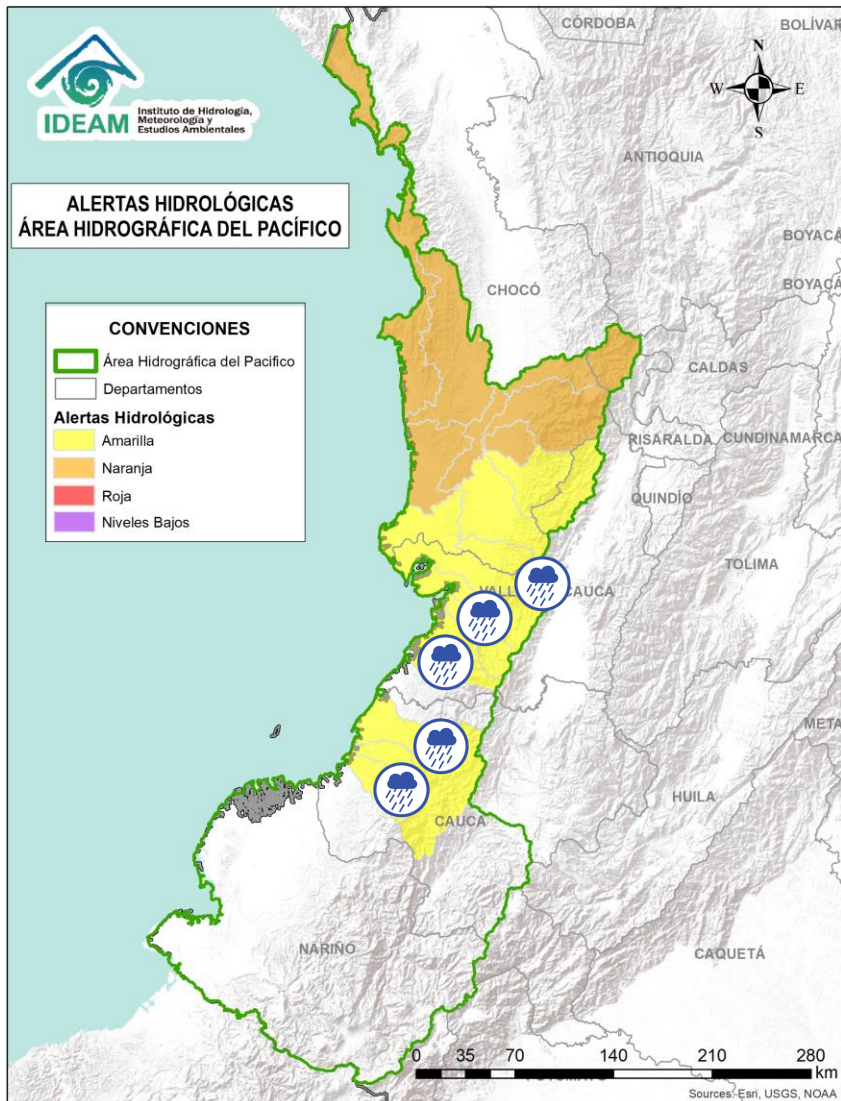 CÓRDOBA
BOLÍVAR
N
W E
S
IDEAM
Instituto de Hidrología,
Meteorología y
Estudios Ambientales
ANTIOQUIA
ALERTAS HIDROLÓGICAS
ÁREA HIDROGRÁFICA DEL PACÍFICO
BOYACÁ
BOYACÁ
CHOCÓ
CONVENCIONES
Área Hidrográfica del Pacifico
Departamentos
Alertas Hidrológicas
Amarilla
Naranja
Roja
Niveles Bajos
CALDAS
RISARALDA
CUNDINAMARCA
QUINDÍO
TOLIMA
VALL CAUCA
META
HUILA
CAUCA
NARIÑO
CAQUETÁ
0 35 70 140 210 280
km
Sources: Esri, USGS, NOAA